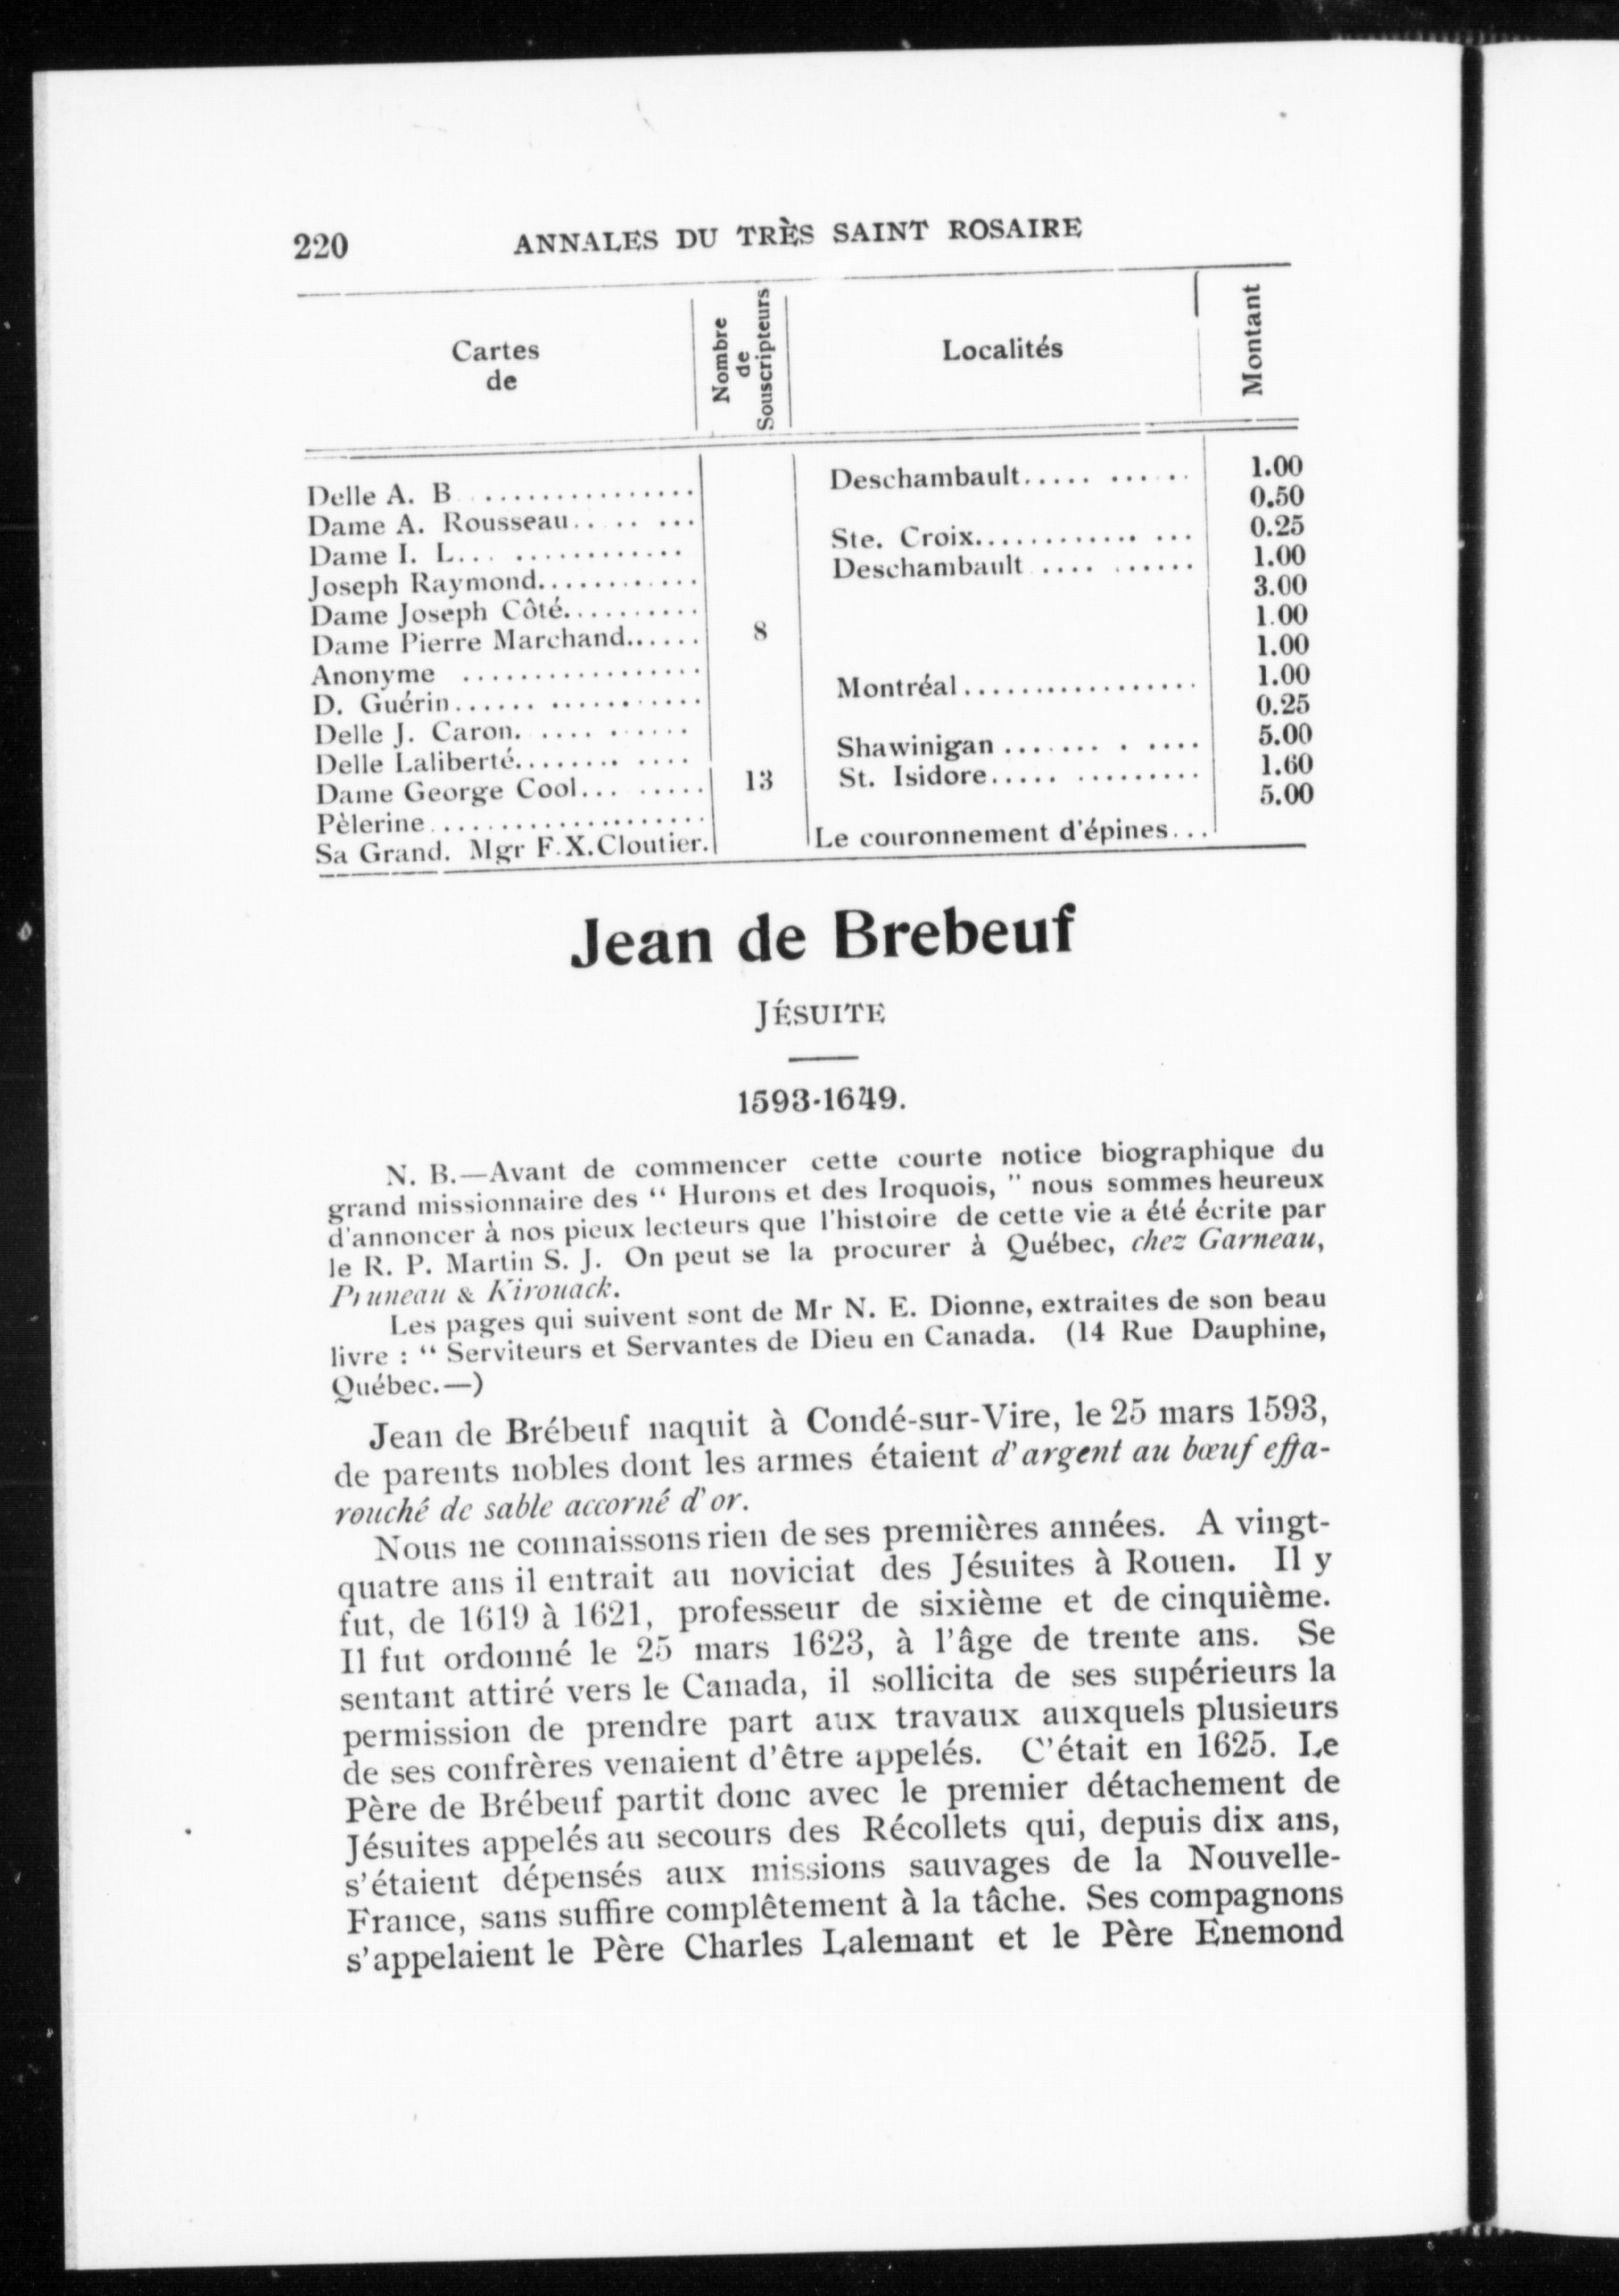 220 ANNALES DU TRÈS SAINT ROSAIRE
Cartes de | Nombre de Souscripteurs | Localités | Montant
Delle A. B. ............... Deschambault..... ...... 1.00
Dame A. Rousseau.. .. ... 0.50
Dame I. L... ............ Ste. Croix............ ... 0.25
Joseph Raymond........... Deschambault .... ...... 1.00
Dame Joseph Côté.......... 3.00
Dame Pierre Marchand...... 8 1.00
Anonyme ................. 1.00
D. Guérin...... ........... Montréal................. 1.00
Delle J. Caron. .... ...... 0.25
Delle Laliberté........ .... Shawinigan ....... . .... 5.00
Dame George Cool... ..... 13 St. Isidore..... ......... 1.60
Pèlerine.................... 5.00
Sa Grand. Mgr F.X.Cloutier. Le couronnement d'épines...
Jean de Brebeuf
JÉSUITE
1593-1649.
N. B.—Avant de commencer cette courte notice biographique du
grand missionnaire des “ Hurons et des Iroquois, ” nous sommes heureux
d'annoncer à nos pieux lecteurs que l'histoire de cette vie a été écrite par
le R. P. Martin S. J. On peut se la procurer à Québec, chez Garneau,
Pruneau & Kirouack.
Les pages qui suivent sont de Mr N. E. Dionne, extraites de son beau
livre : “ Serviteurs et Servantes de Dieu en Canada. (14 Rue Dauphine,
Québec.—)
Jean de Brébeuf naquit à Condé-sur-Vire, le 25 mars 1593,
de parents nobles dont les armes étaient d'argent au bœuf effa-
rouché de sable accorné d'or.
Nous ne connaissons rien de ses premières années. A vingt-
quatre ans il entrait au noviciat des Jésuites à Rouen. Il y
fut, de 1619 à 1621, professeur de sixième et de cinquième.
Il fut ordonné le 25 mars 1623, à l'âge de trente ans. Se
sentant attiré vers le Canada, il sollicita de ses supérieurs la
permission de prendre part aux travaux auxquels plusieurs
de ses confrères venaient d'être appelés. C'était en 1625. Le
Père de Brébeuf partit donc avec le premier détachement de
Jésuites appelés au secours des Récollets qui, depuis dix ans,
s'étaient dépensés aux missions sauvages de la Nouvelle-
France, sans suffire complêtement à la tâche. Ses compagnons
s'appelaient le Père Charles Lalemant et le Père Enemond